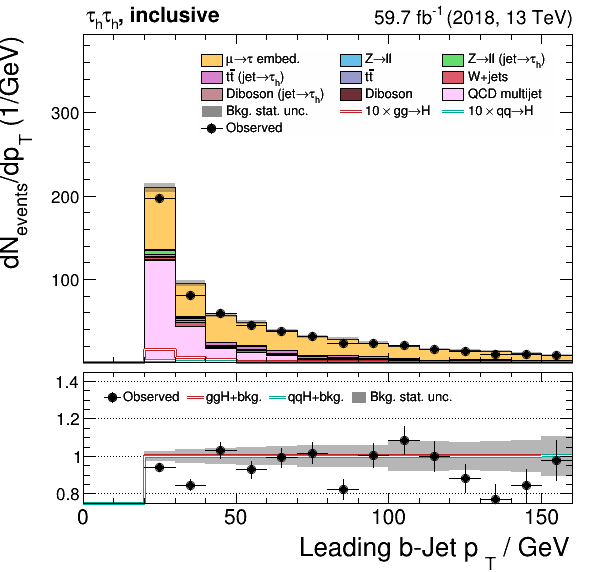 τhτh, inclusive 59.7 fb-1 (2018, 13 TeV)
dNevents/dpT (1/GeV)
μ→τ embed. Z→ll Z→ll (jet→τh)
tt̄ (jet→τh) tt̄ W+jets
Diboson (jet→τh) Diboson QCD multijet
Bkg. stat. unc. 10 × gg→H 10 × qq→H
Observed
300
200
100
1.4
Observed ggH+bkg. qqH+bkg. Bkg. stat. unc.
1.2
1
0.8
0 50 100 150
Leading b-Jet p T / GeV